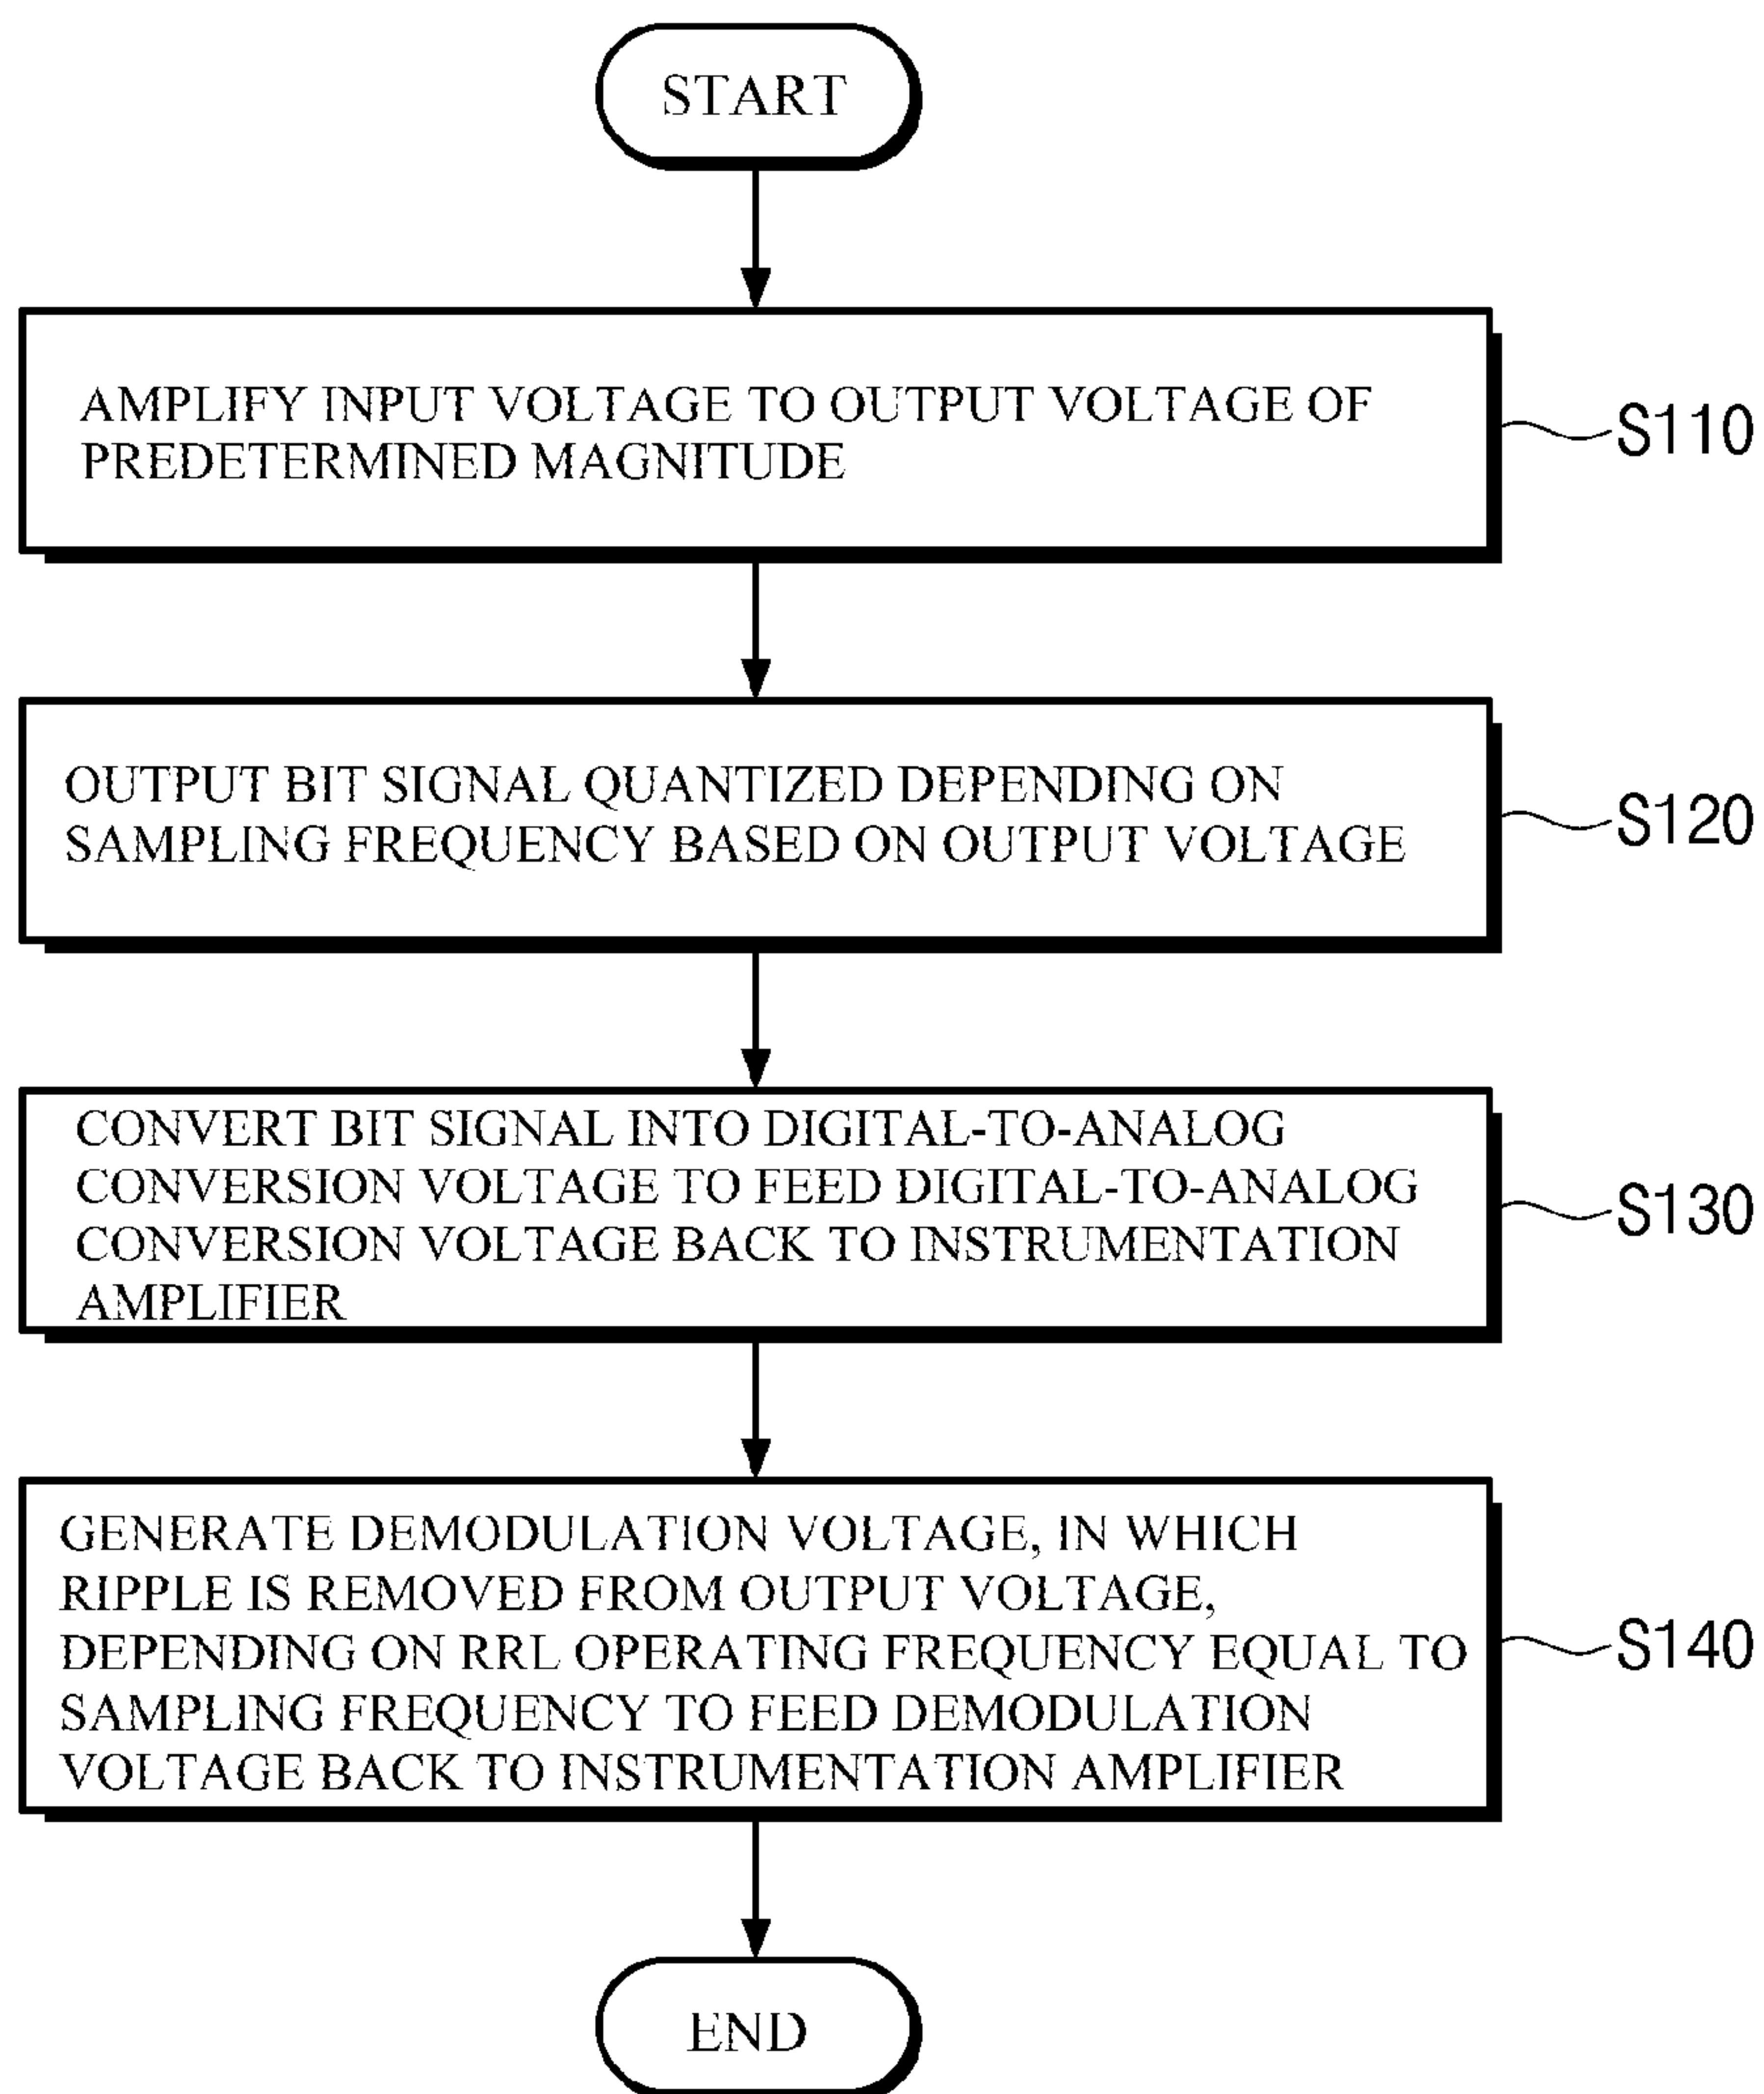 START
AMPLIFY INPUT VOLTAGE TO OUTPUT VOLTAGE OF
PREDETERMINED MAGNITUDE
S110
OUTPUT BIT SIGNAL QUANTIZED DEPENDING ON
SAMPLING FREQUENCY BASED ON OUTPUT VOLTAGE
S120
CONVERT BIT SIGNAL INTO DIGITAL-TO-ANALOG
CONVERSION VOLTAGE TO FEED DIGITAL-TO-ANALOG
CONVERSION VOLTAGE BACK TO INSTRUMENTATION
AMPLIFIER
S130
GENERATE DEMODULATION VOLTAGE, IN WHICH
RIPPLE IS REMOVED FROM OUTPUT VOLTAGE,
DEPENDING ON RRL OPERATING FREQUENCY EQUAL TO
SAMPLING FREQUENCY TO FEED DEMODULATION
VOLTAGE BACK TO INSTRUMENTATION AMPLIFIER
S140
END